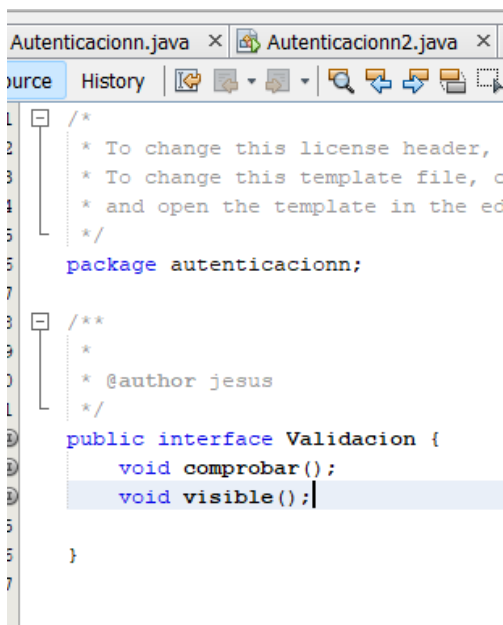 Autenticacionn.java × Autenticacionn2.java ×
History
/*
* To change this license header,
* To change this template file,
* and open the template in the
*/
package autenticacionn;
/**
*
* @author jesus
*/
public interface Validacion {
void comprobar();
void visible();
}